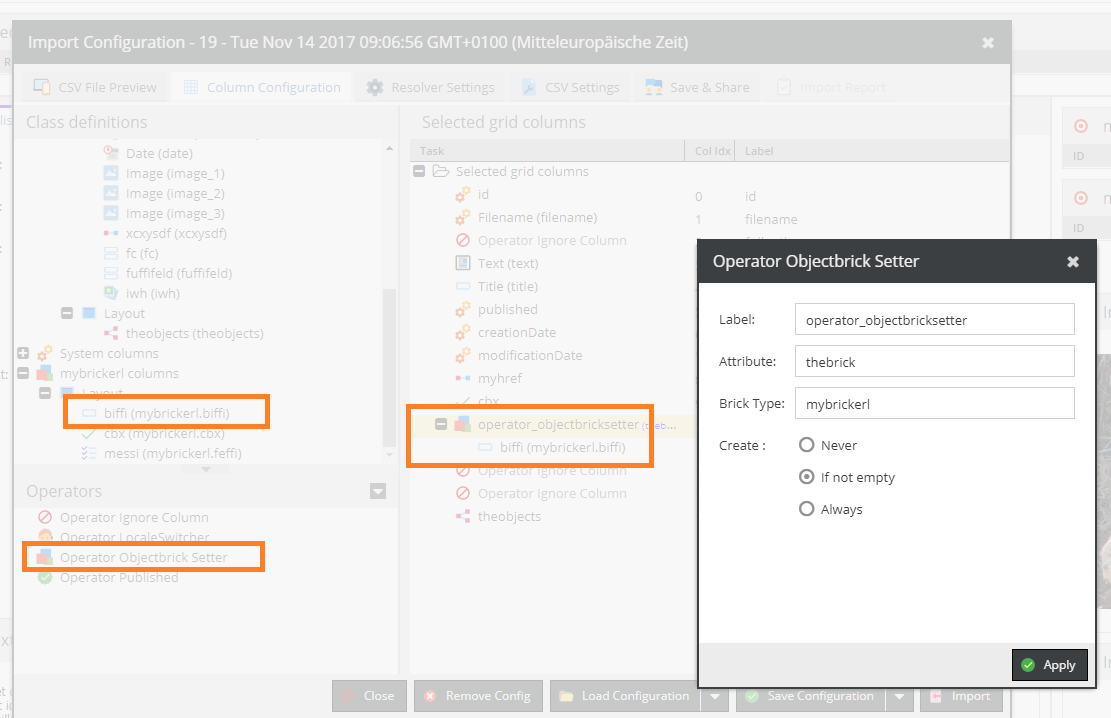 Import Configuration - 19 - Tue Nov 14 2017 09:06:56 GMT+0100 (Mitteleuropäische Zeit)
CSV File Preview
Column Configuration
Resolver Settings
CSV Settings
Save & Share
Import Report
Class definitions
Date (date)
Image (image_1)
Image (image_2)
Image (image_3)
xcxysdf (xcxysdf)
fc (fc)
fuffifeld (fuffifeld)
iwh (iwh)
Layout
theobjects (theobjects)
System columns
mybrickerl columns
Layout
biffi (mybrickerl.biffi)
cbx (mybrickerl.cbx)
messi (mybrickerl.feffi)
Operators
Operator Ignore Column
Operator LocaleSwitcher
Operator Objectbrick Setter
Operator Published
Selected grid columns
Task Col Idx Label
Selected grid columns
id 0 id
Filename (filename) 1 filename
Operator Ignore Column
Text (text)
Title (title)
published
creationDate
modificationDate
myhref
cbx
operator_objectbricksetter
biffi (mybrickerl.biffi)
Operator Ignore Column
Operator Ignore Column
theobjects
Operator Objectbrick Setter
Label: operator_objectbricksetter
Attribute: thebrick
Brick Type: mybrickerl
Create : Never
If not empty
Always
Apply
Close
Remove Config
Load Configuration
Save Configuration
Import
ID
ID